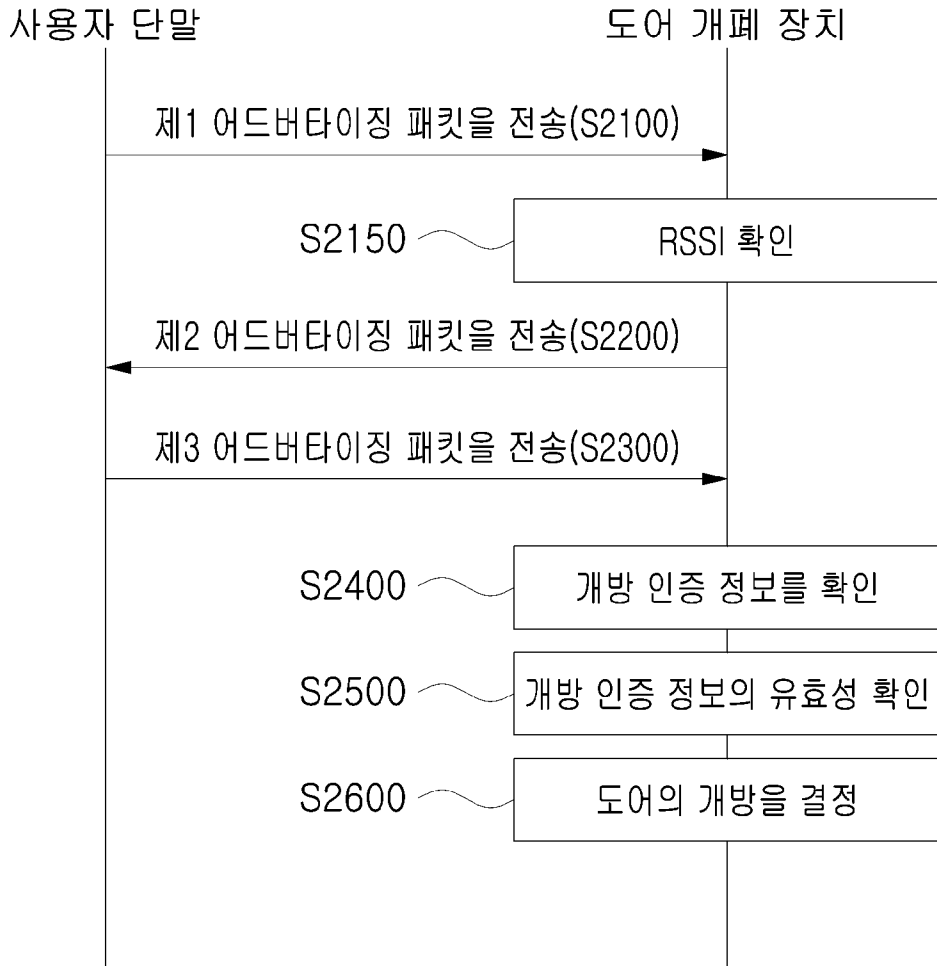 사용자 단말
도어 개폐 장치
제1 어드버타이징 패킷을 전송(S2100)
S2150
RSSI 확인
제2 어드버타이징 패킷을 전송(S2200)
제3 어드버타이징 패킷을 전송(S2300)
S2400
개방 인증 정보를 확인
S2500
개방 인증 정보의 유효성 확인
S2600
도어의 개방을 결정